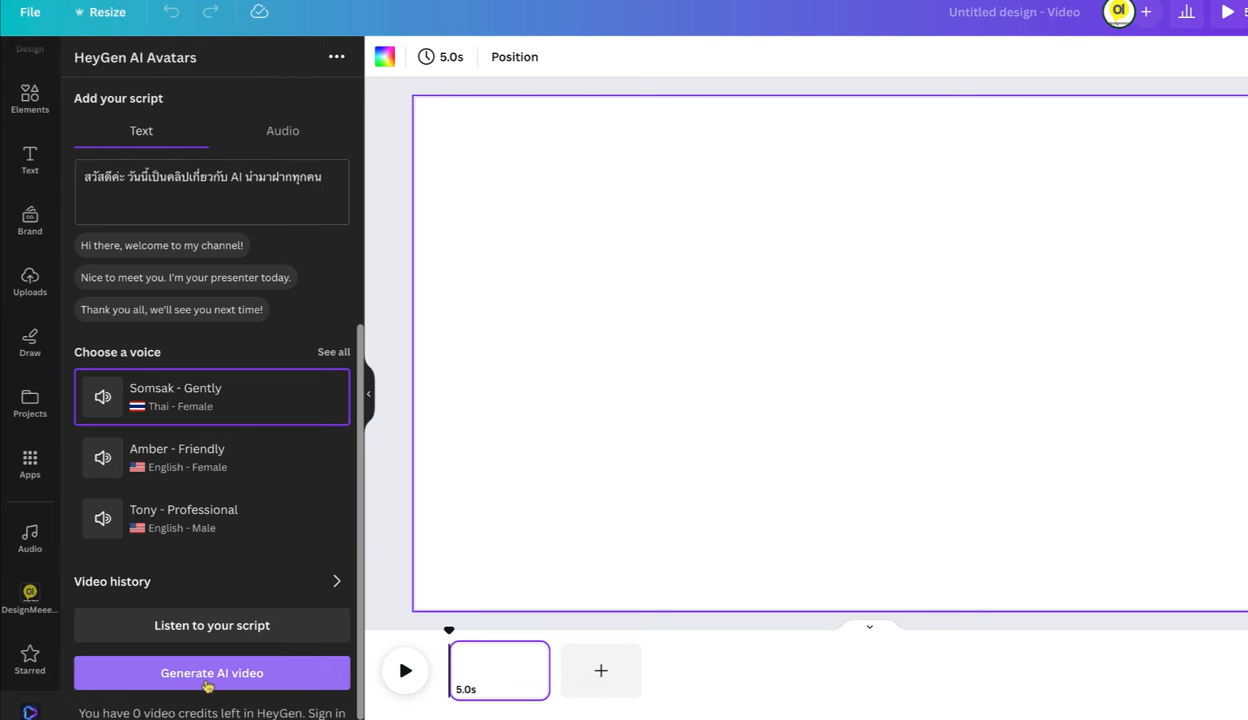 File
Resize
Untitled design - Video
Design
Elements
Text
Brand
Uploads
Draw
Projects
Apps
Audio
DesignMeee...
Starred
HeyGen AI Avatars
Add your script
Text
Audio
สวัสดีค่ะ วันนี้เป็นคลิปเกี่ยวกับ AI นำมาฝากทุกคน
Hi there, welcome to my channel!
Nice to meet you. I'm your presenter today.
Thank you all, we'll see you next time!
Choose a voice
See all
Somsak - Gently
Thai - Female
Amber - Friendly
English - Female
Tony - Professional
English - Male
Video history
Listen to your script
Generate AI video
You have 0 video credits left in HeyGen. Sign in
5.0s
Position
5.0s